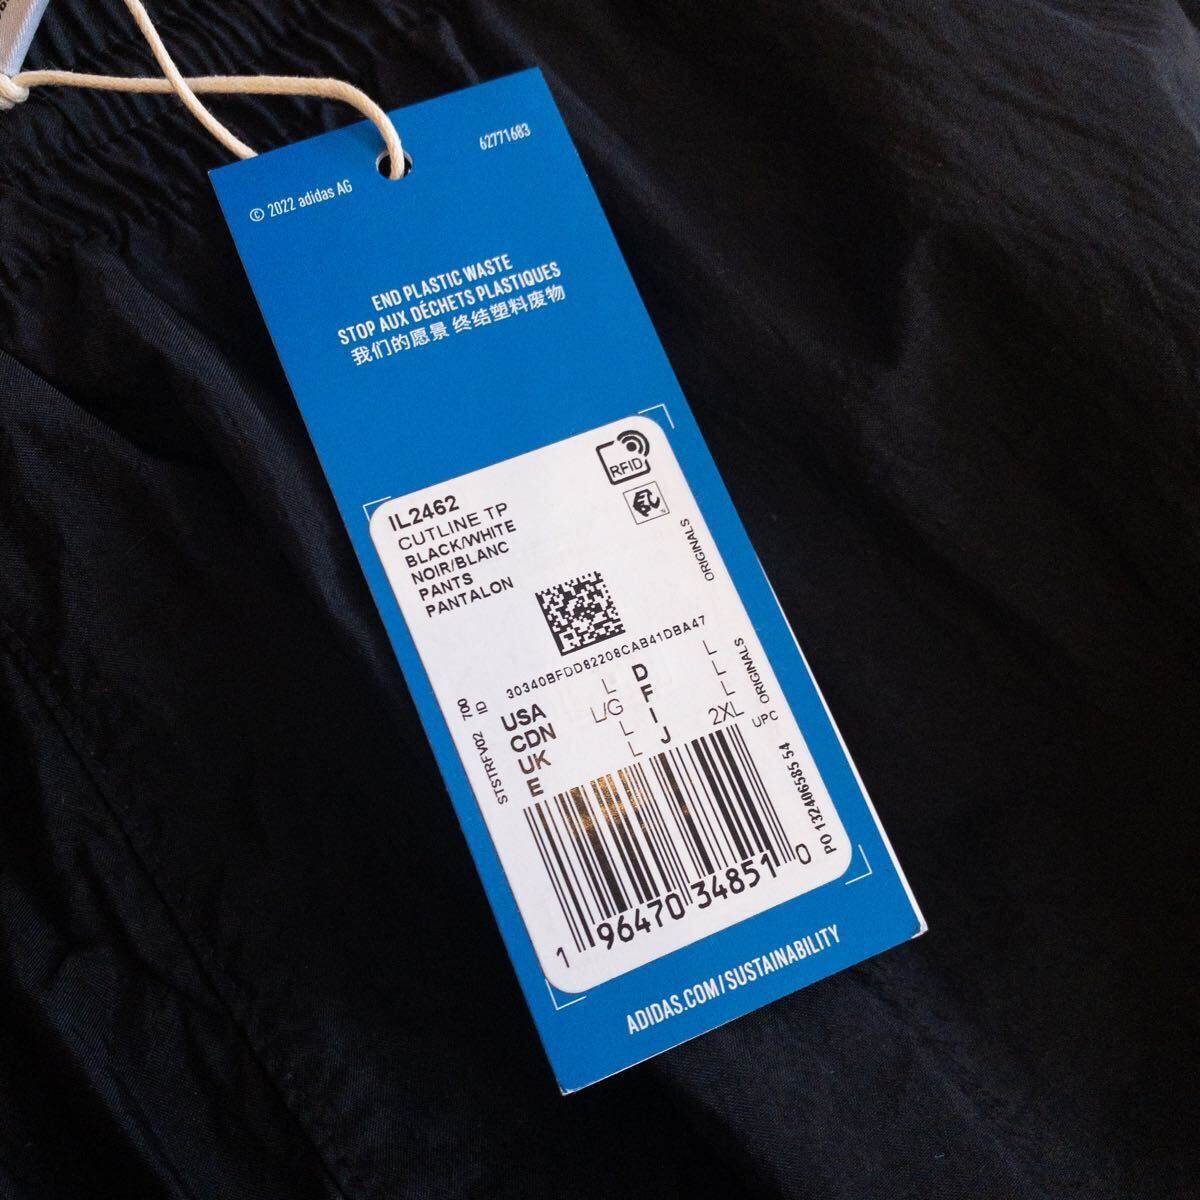 62771683
© 2022 adidas AG
END PLASTIC WASTE
STOP AUX DÉCHETS PLASTIQUES
我们的愿景 终结塑料废物
RFID
IL2462
CUTLINE TP
BLACK/WHITE
NOIR/BLANC
PANTS
PANTALON
ORIGINALS
30340BFDD82208CAB41DBA47
USA L D L
CDN L/G F L
UK L I L
E L J 2XL
STSTRFV02 700
ID
ORIGINALS
UPC
PO 132406585 54
1 96470 34851 0
ADIDAS.COM/SUSTAINABILITY